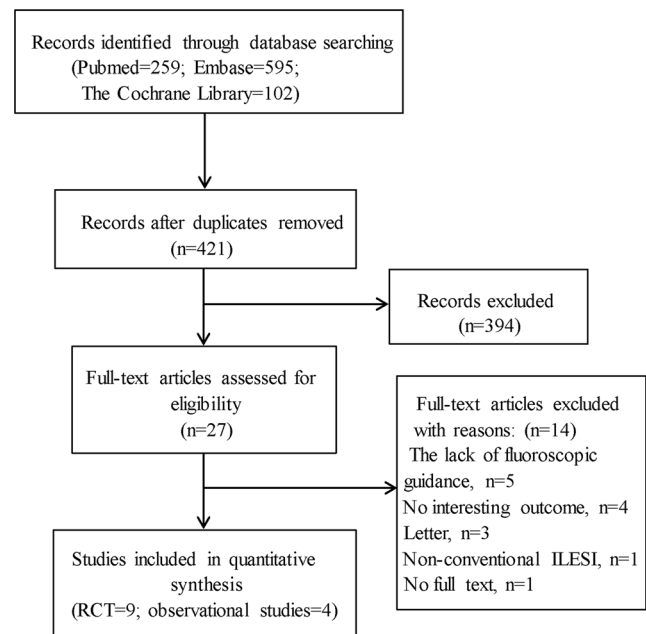 Records identified through database searching
(Pubmed=259; Embase=595;
The Cochrane Library=102)
Records after duplicates removed
(n=421)
Records excluded
(n=394)
Full-text articles assessed for
eligibility
(n=27)
Full-text articles excluded
with reasons: (n=14)
The lack of fluoroscopic
guidance, n=5
No interesting outcome, n=4
Letter, n=3
Non-conventional ILESI, n=1
No full text, n=1
Studies included in quantitative
synthesis
(RCT=9; observational studies=4)